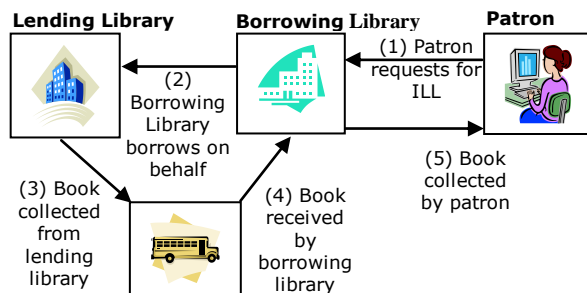 Lending Library
Borrowing Library
Patron
(1) Patron
requests for
ILL
(2)
Borrowing
Library
borrows on
behalf
(3) Book
collected
from
lending
library
(4) Book
received
by
borrowing
library
(5) Book
collected
by patron